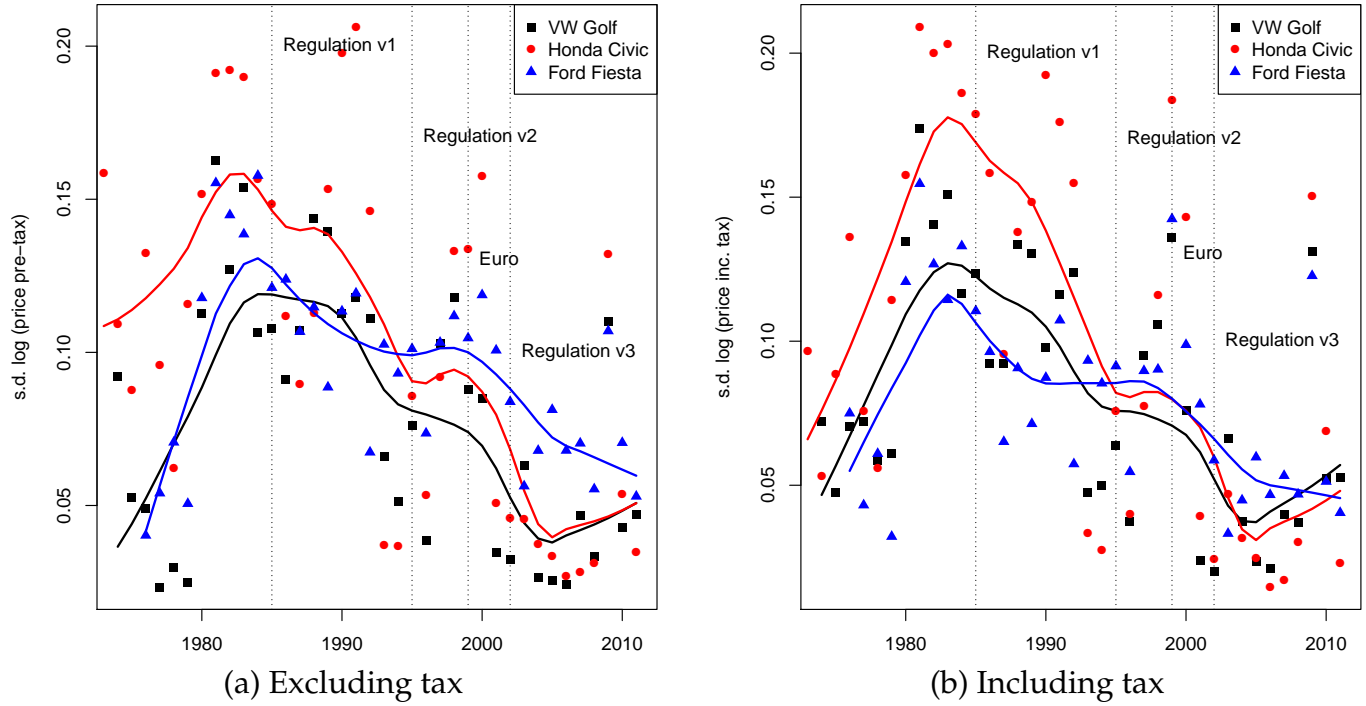 VW Golf
Honda Civic
Ford Fiesta
Regulation v1
Regulation v2
Euro
Regulation v3
s.d. log (price pre−tax)
0.20
0.15
0.10
0.05
1980 1990 2000 2010
(a) Excluding tax
VW Golf
Honda Civic
Ford Fiesta
Regulation v1
Regulation v2
Euro
Regulation v3
s.d. log (price inc. tax)
0.20
0.15
0.10
0.05
1980 1990 2000 2010
(b) Including tax